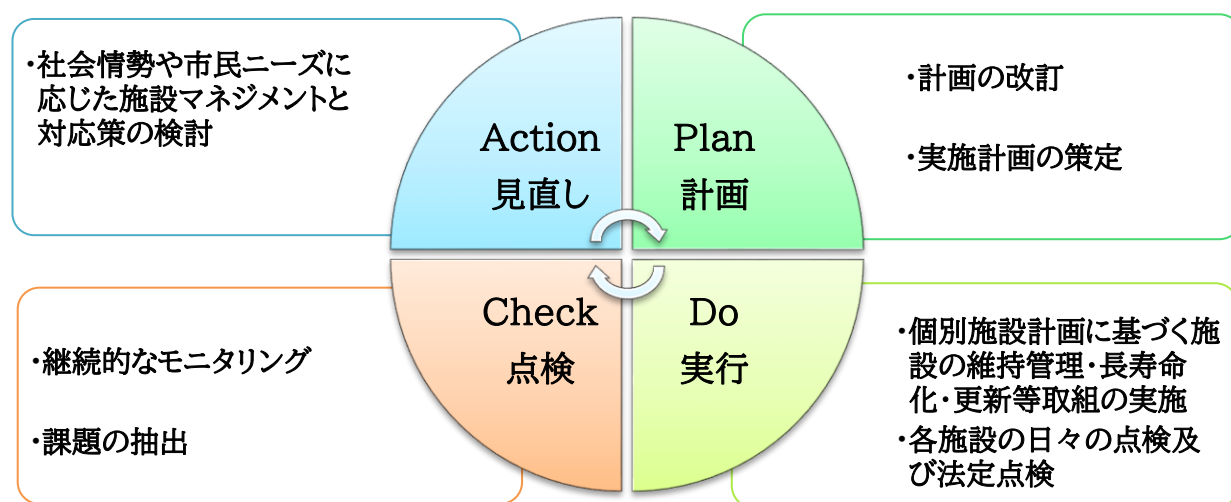 ・社会情勢や市民ニーズに
応じた施設マネジメントと
対応策の検討
Action
見直し
Plan
計画
・計画の改訂
・実施計画の策定
・継続的なモニタリング
・課題の抽出
Check
点検
Do
実行
・個別施設計画に基づく施
設の維持管理・長寿命
化・更新等取組の実施
・各施設の日々の点検及
び法定点検